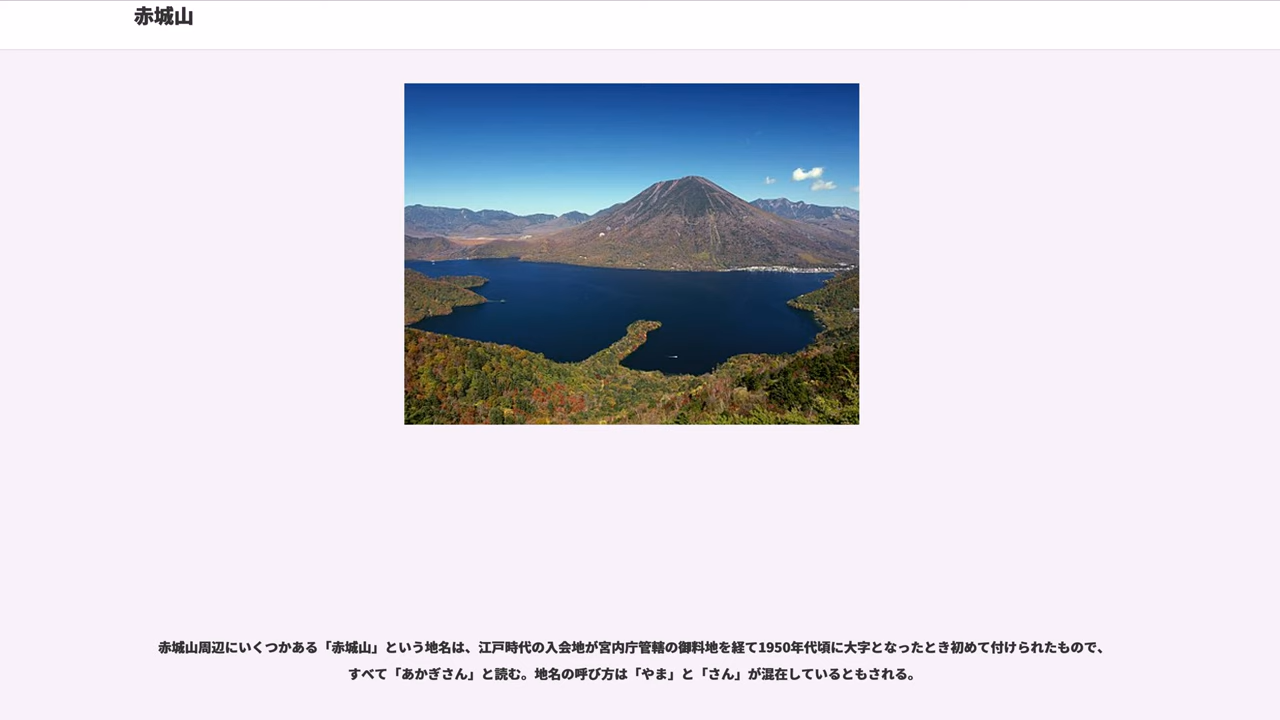 赤城山
赤城山周辺にいくつかある「赤城山」という地名は、江戸時代の入会地が宮内庁管轄の御料地を経て1950年代頃に大字となったとき初めて付けられたもので、
すべて「あかぎさん」と読む。地名の呼び方は「やま」と「さん」が混在しているともされる。